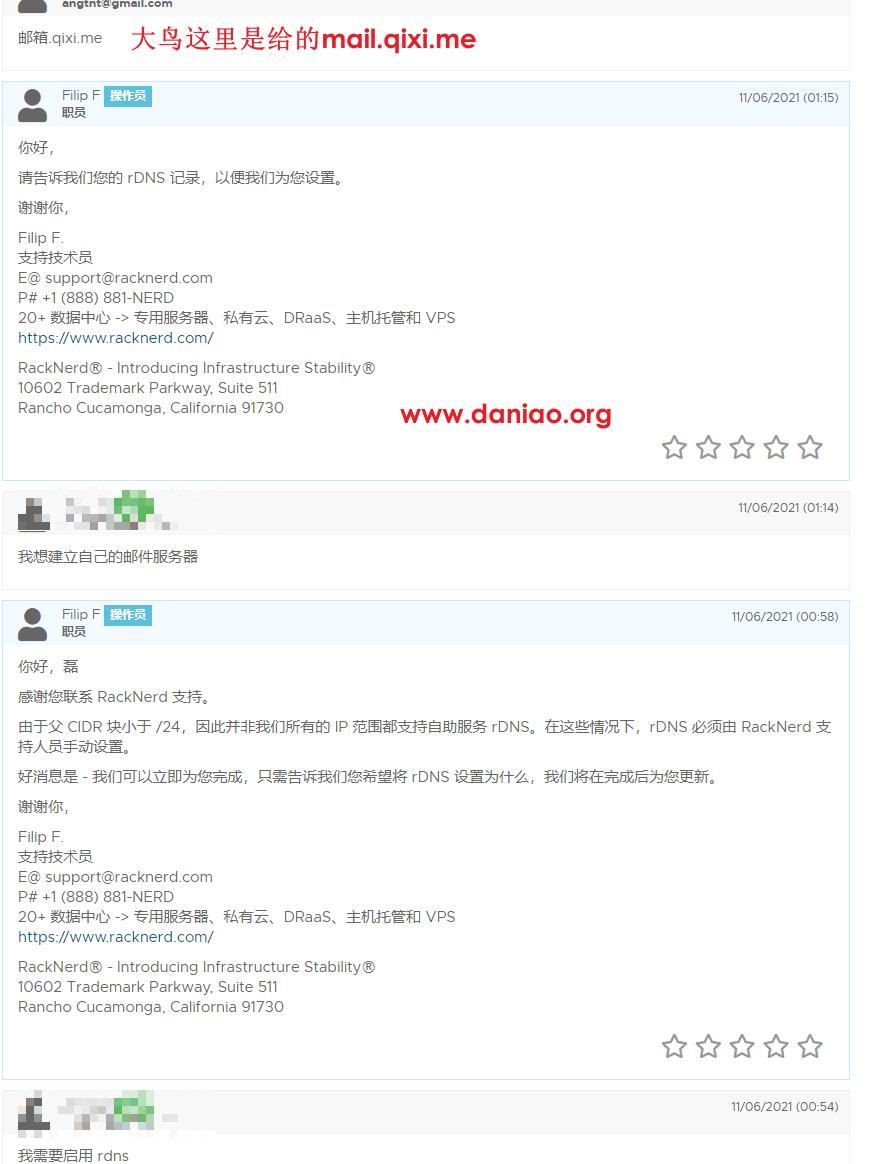 angtnt@gmail.com
邮箱.qixi.me 大鸟这里是给的mail.qixi.me
Filip F 操作员 11/06/2021 (01:15)
职员
你好，
请告诉我们您的 rDNS 记录，以便我们为您设置。
谢谢你，
Filip F.
支持技术员
E@ support@racknerd.com
P# +1 (888) 881-NERD
20+ 数据中心 -> 专用服务器、私有云、DRaaS、主机托管和 VPS
https://www.racknerd.com/
RackNerd® - Introducing Infrastructure Stability®
10602 Trademark Parkway, Suite 511
Rancho Cucamonga, California 91730
www.daniao.org
11/06/2021 (01:14)
我想建立自己的邮件服务器
Filip F 操作员 11/06/2021 (00:58)
职员
你好，磊
感谢您联系 RackNerd 支持。
由于父 CIDR 块小于 /24，因此并非我们所有的 IP 范围都支持自助服务 rDNS。在这些情况下，rDNS 必须由 RackNerd 支
持人员手动设置。
好消息是 - 我们可以立即为您完成，只需告诉我们您希望将 rDNS 设置为什么，我们将在完成后为您更新。
谢谢你，
Filip F.
支持技术员
E@ support@racknerd.com
P# +1 (888) 881-NERD
20+ 数据中心 -> 专用服务器、私有云、DRaaS、主机托管和 VPS
https://www.racknerd.com/
RackNerd® - Introducing Infrastructure Stability®
10602 Trademark Parkway, Suite 511
Rancho Cucamonga, California 91730
11/06/2021 (00:54)
我需要启用 rdns